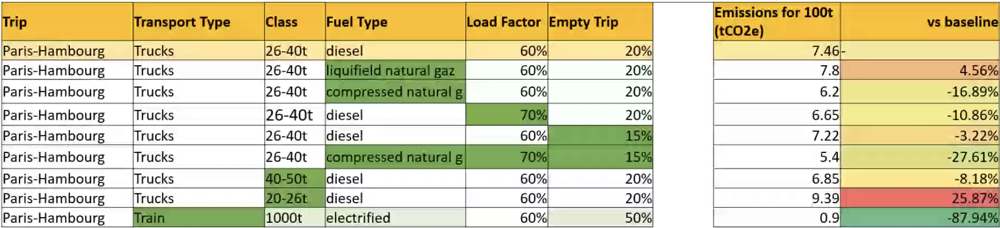 Trip Transport Type Class Fuel Type Load Factor Empty Trip Emissions for 100t (tCO2e) vs baseline
Paris-Hambourg Trucks 26-40t diesel 60% 20% 7.46 -
Paris-Hambourg Trucks 26-40t liquifield natural gaz 60% 20% 7.8 4.56%
Paris-Hambourg Trucks 26-40t compressed natural g 60% 20% 6.2 -16.89%
Paris-Hambourg Trucks 26-40t diesel 70% 20% 6.65 -10.86%
Paris-Hambourg Trucks 26-40t diesel 60% 15% 7.22 -3.22%
Paris-Hambourg Trucks 26-40t compressed natural g 70% 15% 5.4 -27.61%
Paris-Hambourg Trucks 40-50t diesel 60% 20% 6.85 -8.18%
Paris-Hambourg Trucks 20-26t diesel 60% 20% 9.39 25.87%
Paris-Hambourg Train 1000t electrified 60% 50% 0.9 -87.94%